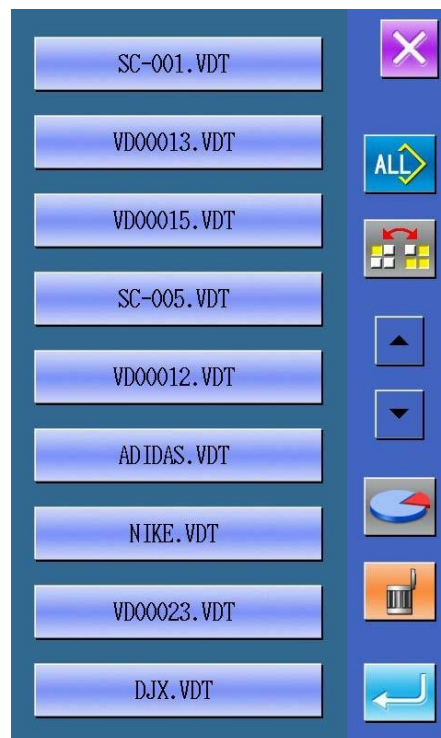 SC-001.VDT
VD00013.VDT
ALL
VD00015.VDT
SC-005.VDT
VD00012.VDT
ADIDAS.VDT
NIKE.VDT
VD00023.VDT
DJX.VDT